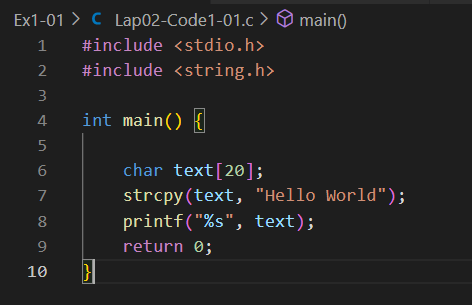 Ex1-01 > C Lap02-Code1-01.c > main()
1 #include <stdio.h>
2 #include <string.h>
3
4 int main() {
5
6 char text[20];
7 strcpy(text, "Hello World");
8 printf("%s", text);
9 return 0;
10 }